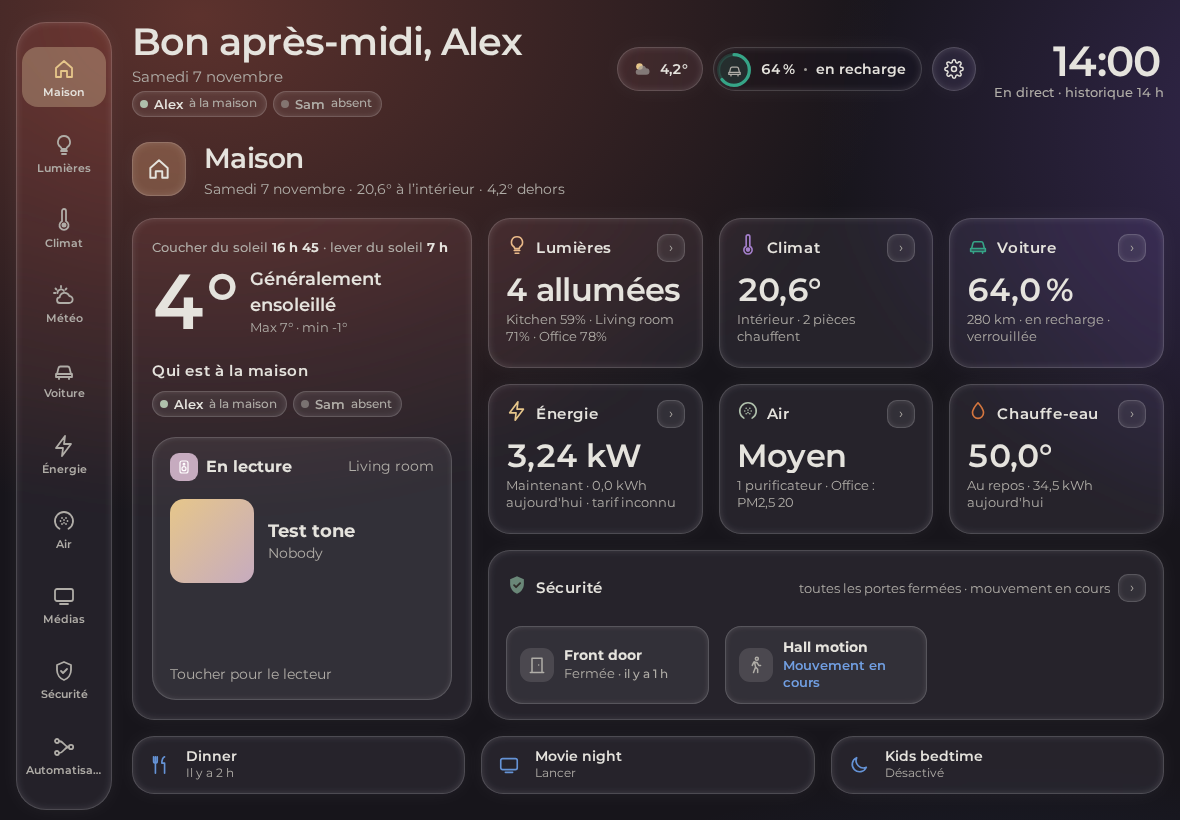 Bon après-midi, Alex
Samedi 7 novembre
Alex à la maison
Sam absent
4,2°
64 % · en recharge
14:00
En direct · historique 14 h
Maison
Lumières
Climat
Météo
Voiture
Énergie
Air
Médias
Sécurité
Automatisa...
Maison
Samedi 7 novembre · 20,6° à l'intérieur · 4,2° dehors
Coucher du soleil 16 h 45 · lever du soleil 7 h
4°
Généralement
ensoleillé
Max 7° · min -1°
Qui est à la maison
Alex à la maison
Sam absent
En lecture
Living room
Test tone
Nobody
Toucher pour le lecteur
Lumières
4 allumées
Kitchen 59% · Living room
71% · Office 78%
Climat
20,6°
Intérieur · 2 pièces
chauffent
Voiture
64,0 %
280 km · en recharge ·
verrouillée
Énergie
3,24 kW
Maintenant · 0,0 kWh
aujourd'hui · tarif inconnu
Air
Moyen
1 purificateur · Office :
PM2,5 20
Chauffe-eau
50,0°
Au repos · 34,5 kWh
aujourd'hui
Sécurité
toutes les portes fermées · mouvement en cours
Front door
Fermée · il y a 1 h
Hall motion
Mouvement en
cours
Dinner
Il y a 2 h
Movie night
Lancer
Kids bedtime
Désactivé